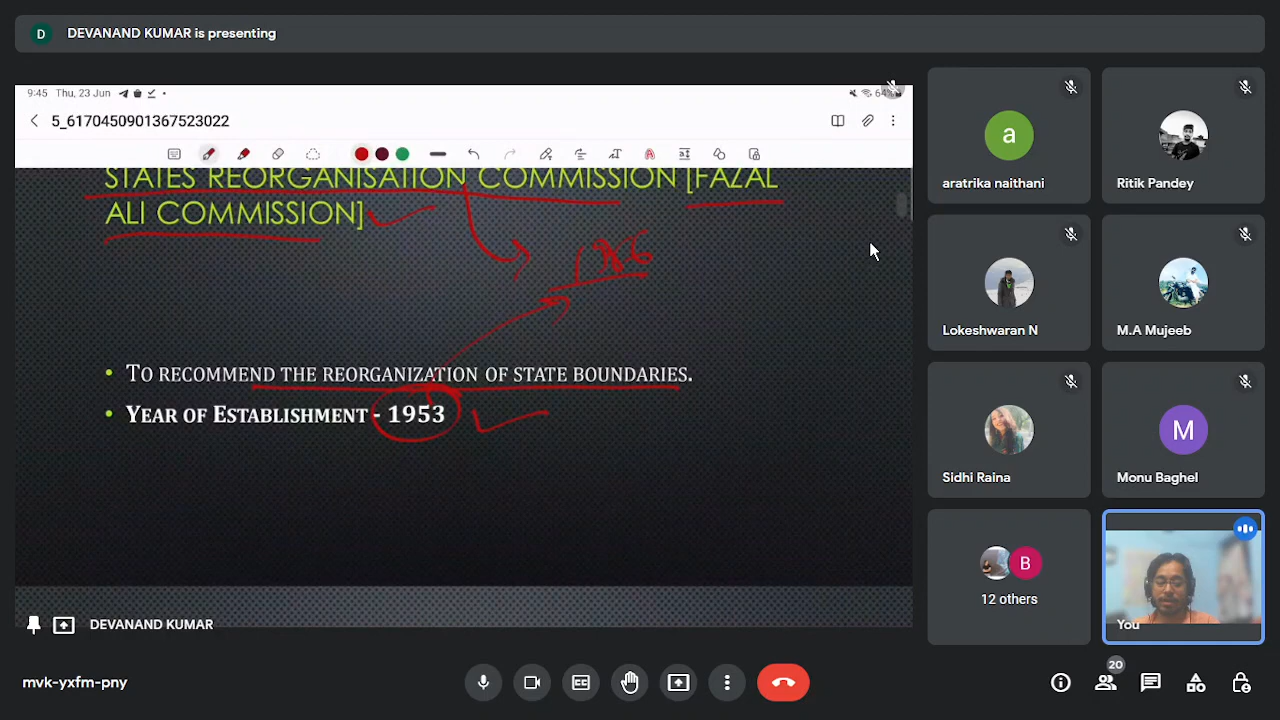 D DEVANAND KUMAR is presenting
9:45 Thu, 23 Jun
64%
5_6170450901367523022
STATES REORGANISATION COMMISSION [FAZAL
ALI COMMISSION]
TO RECOMMEND THE REORGANIZATION OF STATE BOUNDARIES.
YEAR OF ESTABLISHMENT - 1953
DEVANAND KUMAR
a
aratrika naithani
Ritik Pandey
Lokeshwaran N
M.A Mujeeb
Sidhi Raina
M
Monu Baghel
B
12 others
You
mvk-yxfm-pny
CC
20